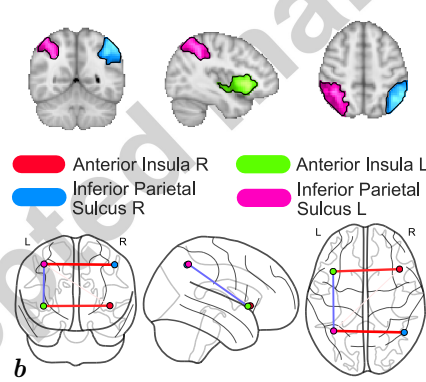 Anterior Insula R
Anterior Insula L
Inferior Parietal
Sulcus R
Inferior Parietal
Sulcus L
L
R
L
R
b